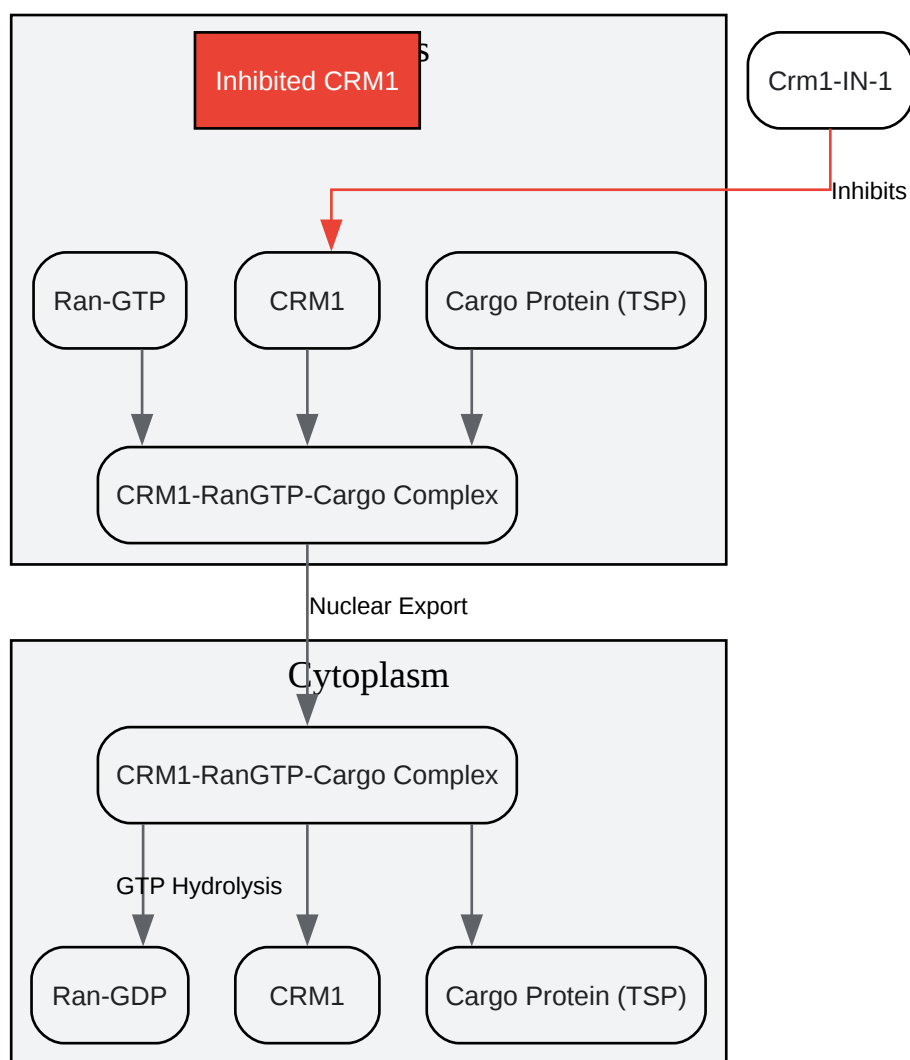 Inhibited CRM1
Crm1-IN-1
Inhibits
Ran-GTP
CRM1
Cargo Protein (TSP)
CRM1-RanGTP-Cargo Complex
Nuclear Export
Cytoplasm
CRM1-RanGTP-Cargo Complex
GTP Hydrolysis
Ran-GDP
CRM1
Cargo Protein (TSP)